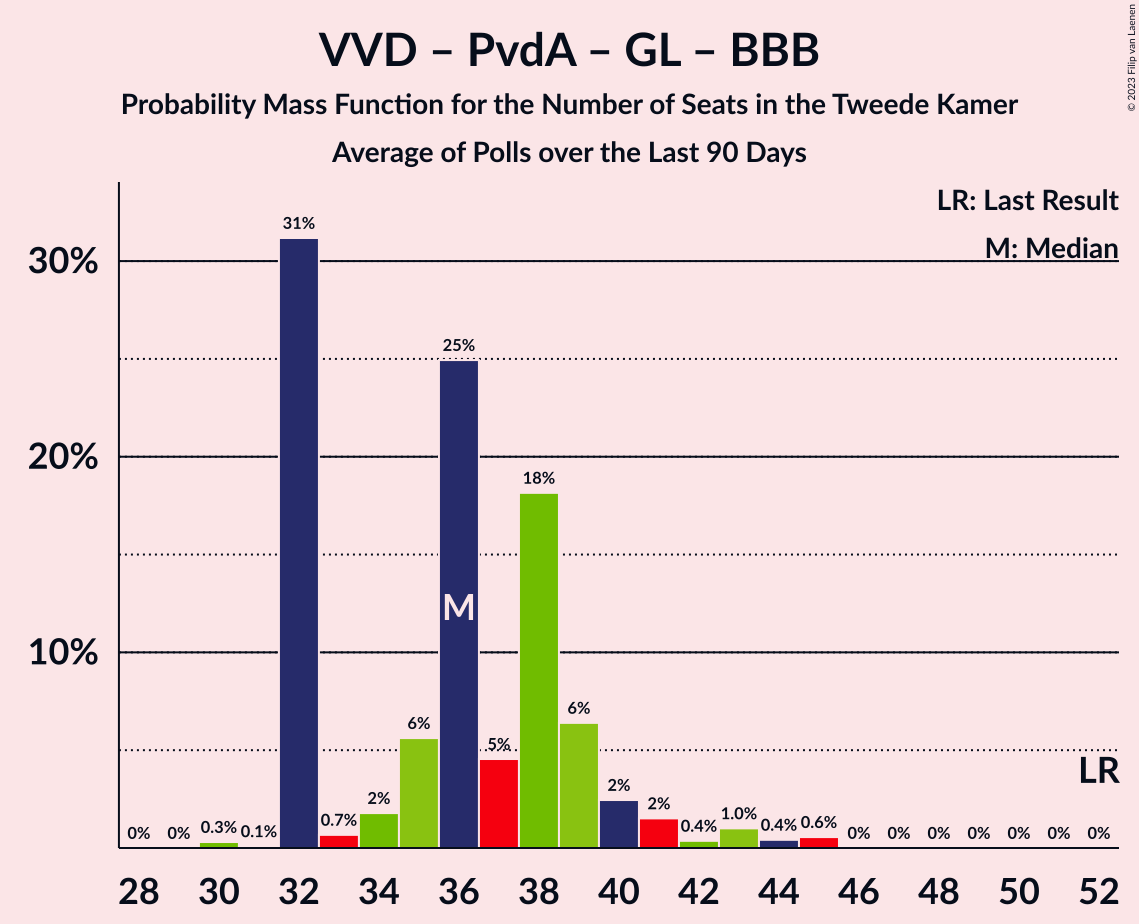 VVD – PvdA – GL – BBB
Probability Mass Function for the Number of Seats in the Tweede Kamer
Average of Polls over the Last 90 Days
© 2023 Filip van Laenen
LR: Last Result
M: Median
30%
20%
10%
0% 0% 0.3% 0.1% 31% 0.7% 2% 6% 25% 5% 18% 6% 2% 2% 0.4% 1.0% 0.4% 0.6% 0% 0% 0% 0% 0% 0% 0%
M
LR
28 30 32 34 36 38 40 42 44 46 48 50 52